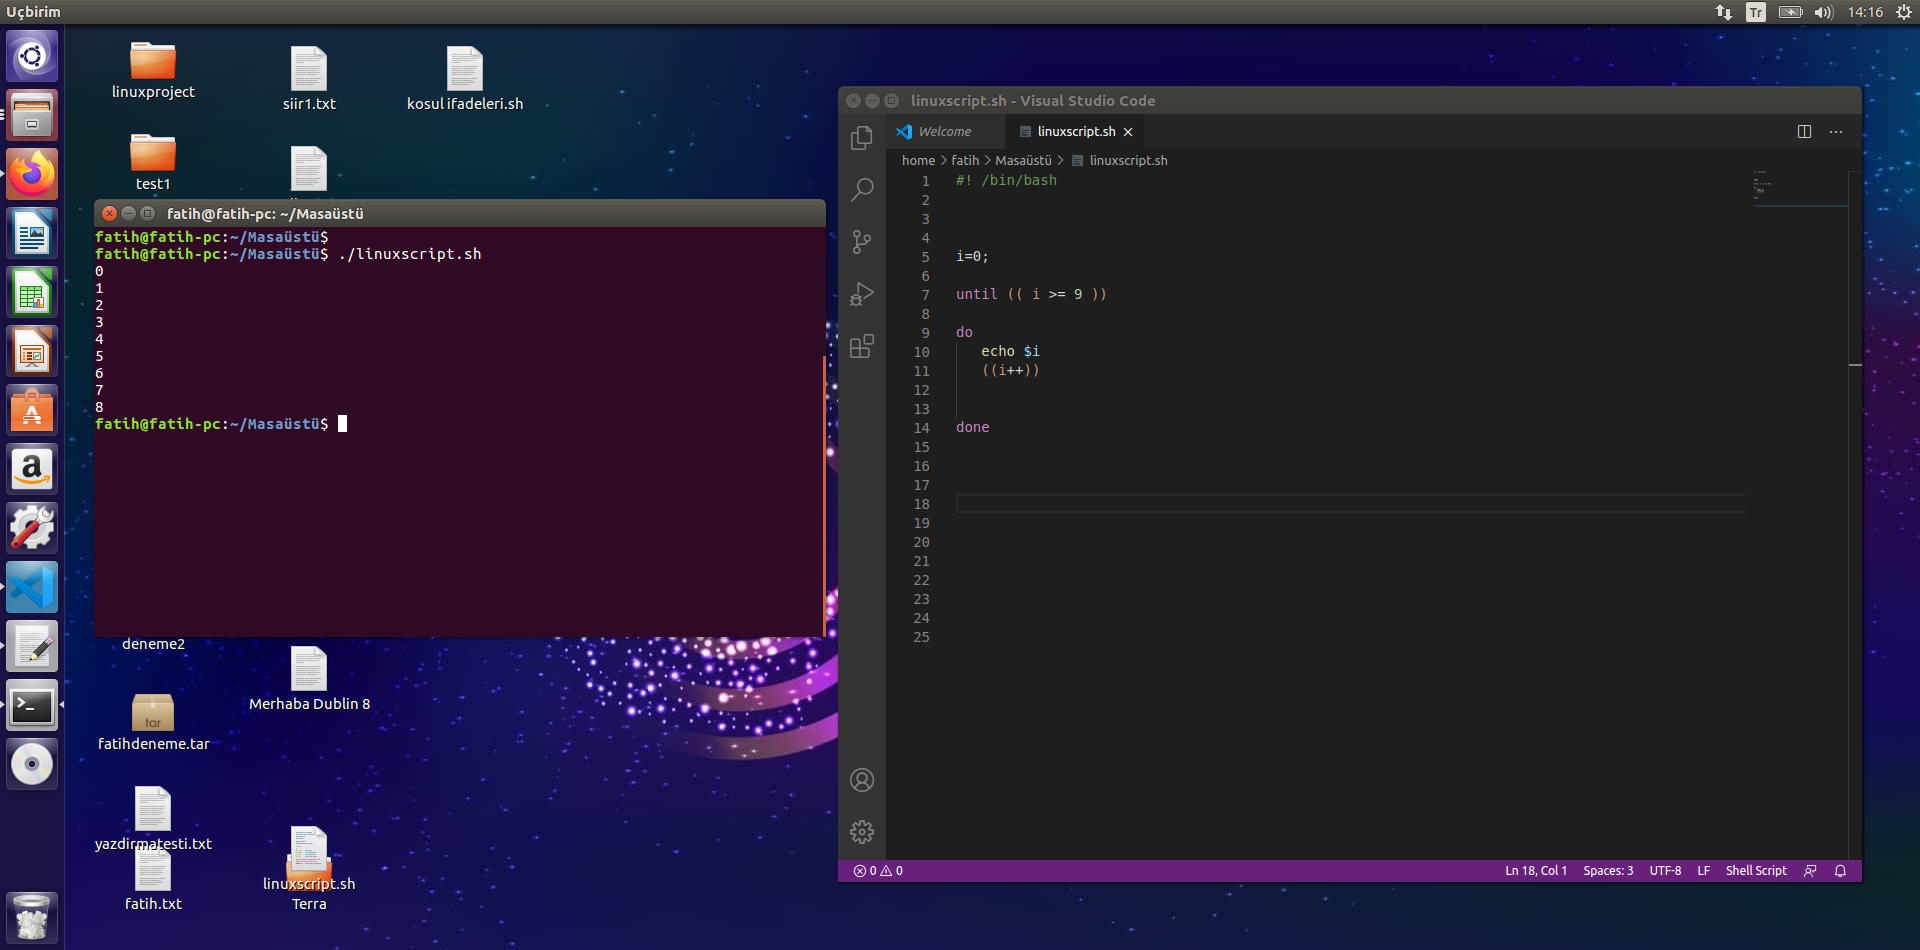 Uçbirim
Tr
14:16
linuxproject
siir1.txt
kosul ifadeleri.sh
test1
fatih@fatih-pc: ~/Masaüstü
fatih@fatih-pc:~/Masaüstü$
fatih@fatih-pc:~/Masaüstü$ ./linuxscript.sh
0
1
2
3
4
5
6
7
8
fatih@fatih-pc:~/Masaüstü$
deneme2
Merhaba Dublin 8
tar
fatihdeneme.tar
yazdirmatesti.txt
linuxscript.sh
fatih.txt
Terra
linuxscript.sh - Visual Studio Code
Welcome
linuxscript.sh
home > fatih > Masaüstü > linuxscript.sh
1 #! /bin/bash
2
3
4
5 i=0;
6
7 until (( i >= 9 ))
8
9 do
10 echo $i
11 ((i++))
12
13
14 done
15
16
17
18
19
20
21
22
23
24
25
0 0
Ln 18, Col 1 Spaces: 3 UTF-8 LF Shell Script